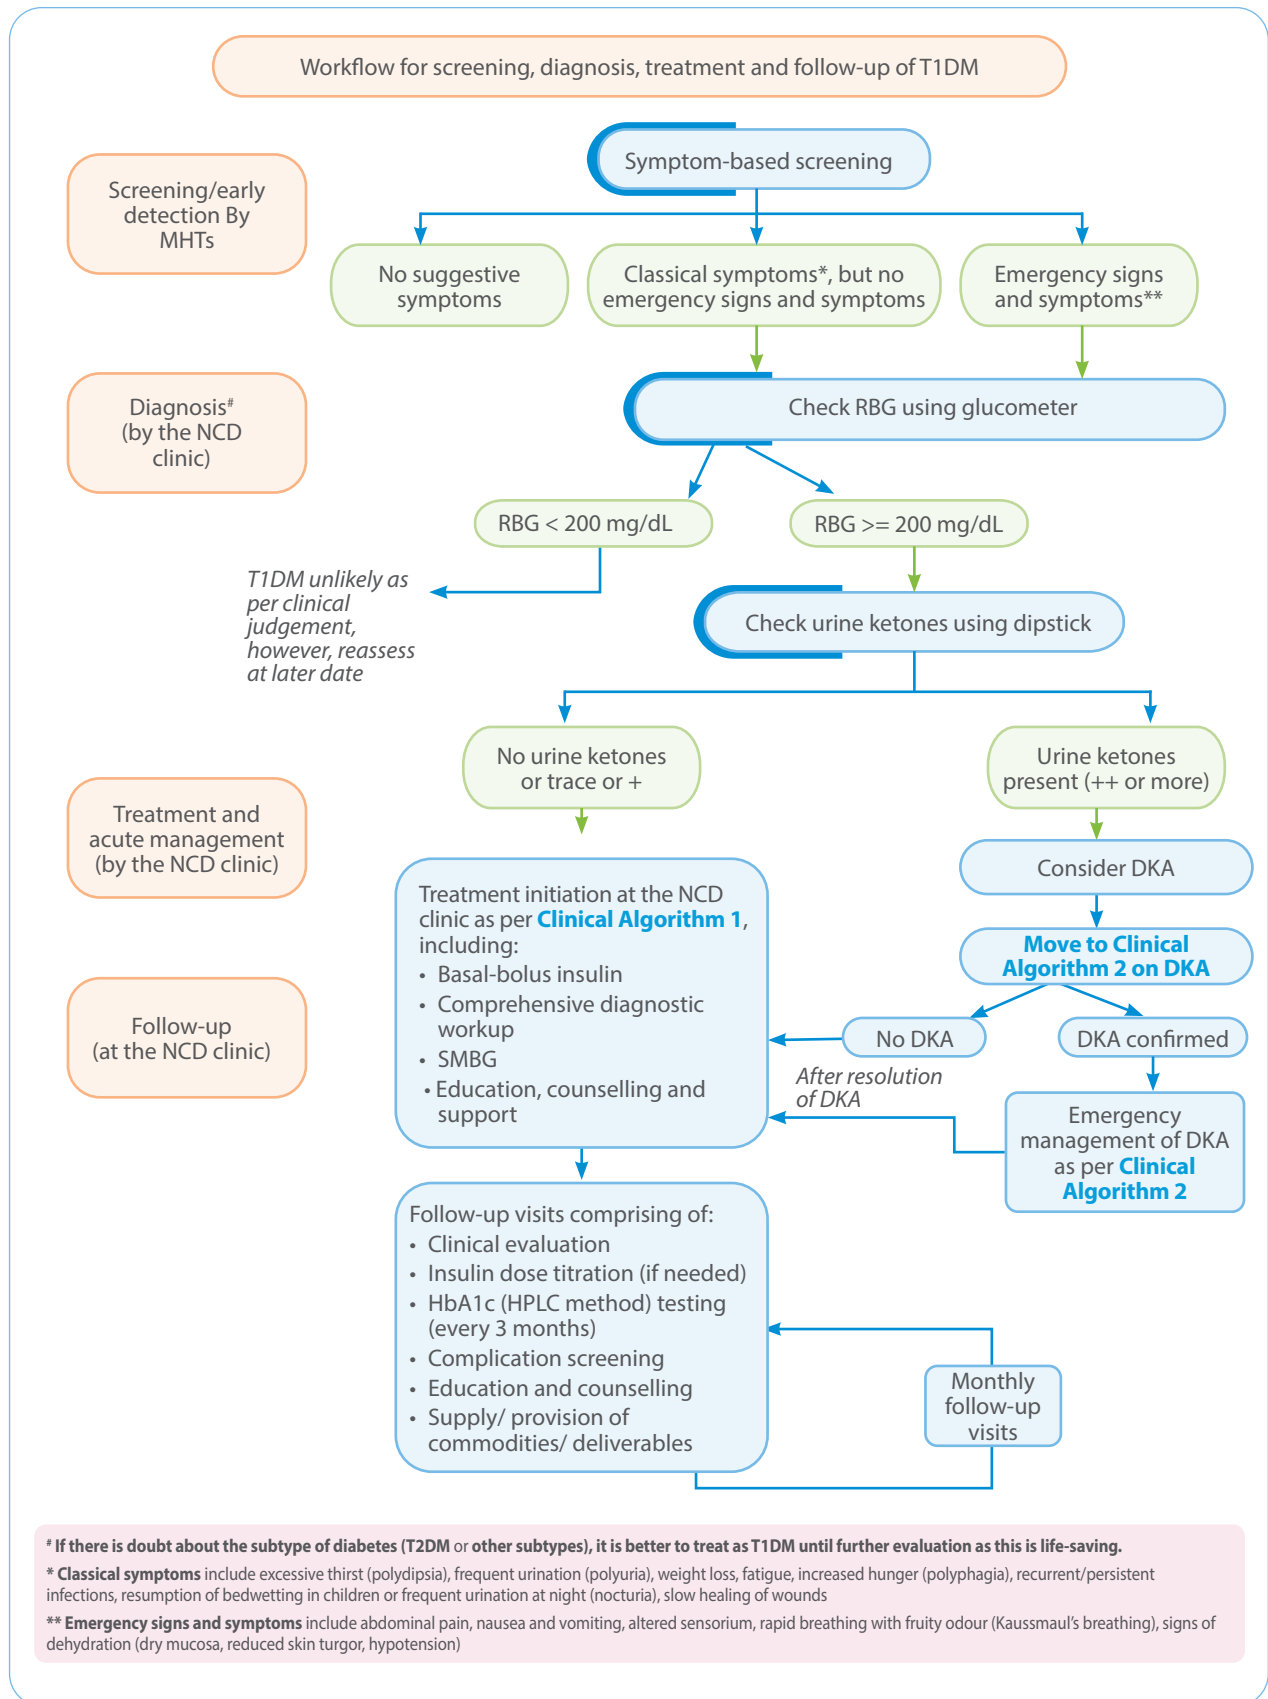 Workflow for screening, diagnosis, treatment and follow-up of T1DM
Symptom-based screening
Screening/early
detection By
MHTs
No suggestive
symptoms
Classical symptoms*, but no
emergency signs and symptoms
Emergency signs
and symptoms**
Diagnosis#
(by the NCD
clinic)
Check RBG using glucometer
RBG < 200 mg/dL
RBG >= 200 mg/dL
T1DM unlikely as
per clinical
judgement,
however, reassess
at later date
Check urine ketones using dipstick
No urine ketones
or trace or +
Urine ketones
present (++ or more)
Treatment and
acute management
(by the NCD clinic)
Consider DKA
Treatment initiation at the NCD
clinic as per Clinical Algorithm 1,
including:
• Basal-bolus insulin
• Comprehensive diagnostic
workup
• SMBG
• Education, counselling and
support
Move to Clinical
Algorithm 2 on DKA
Follow-up
(at the NCD clinic)
No DKA
DKA confirmed
After resolution
of DKA
Emergency
management of DKA
as per Clinical
Algorithm 2
Follow-up visits comprising of:
• Clinical evaluation
• Insulin dose titration (if needed)
• HbA1c (HPLC method) testing
(every 3 months)
• Complication screening
• Education and counselling
• Supply/ provision of
commodities/ deliverables
Monthly
follow-up
visits
# If there is doubt about the subtype of diabetes (T2DM or other subtypes), it is better to treat as T1DM until further evaluation as this is life-saving.
* Classical symptoms include excessive thirst (polydipsia), frequent urination (polyuria), weight loss, fatigue, increased hunger (polyphagia), recurrent/persistent
infections, resumption of bedwetting in children or frequent urination at night (nocturia), slow healing of wounds
** Emergency signs and symptoms include abdominal pain, nausea and vomiting, altered sensorium, rapid breathing with fruity odour (Kaussmaul's breathing), signs of
dehydration (dry mucosa, reduced skin turgor, hypotension)